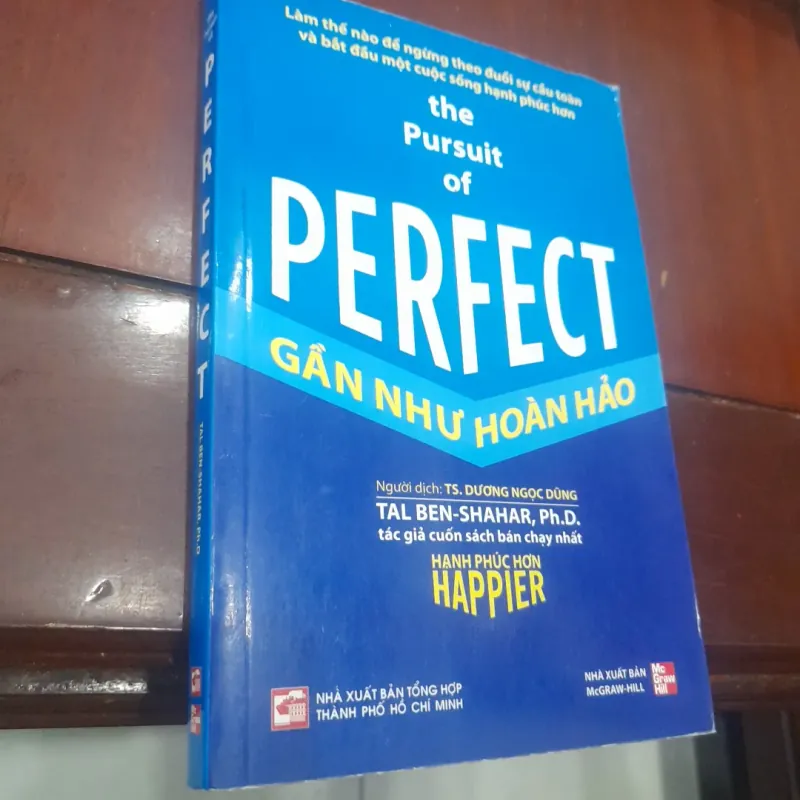 Làm thế nào để ngừng theo đuổi sự cầu toàn
và bắt đầu một cuộc sống hạnh phúc hơn
the
Pursuit
of
PERFECT
GẦN NHƯ HOÀN HẢO
Người dịch: TS. DƯƠNG NGỌC DŨNG
TAL BEN-SHAHAR, Ph.D.
tác giả cuốn sách bán chạy nhất
HẠNH PHÚC HƠN
HAPPIER
NHÀ XUẤT BẢN TỔNG HỢP
THÀNH PHỐ HỒ CHÍ MINH
NHÀ XUẤT BẢN
McGRAW-HILL
Mc
Graw
Hill
PERFECT
TAL BEN-SHAHAR, Ph.D